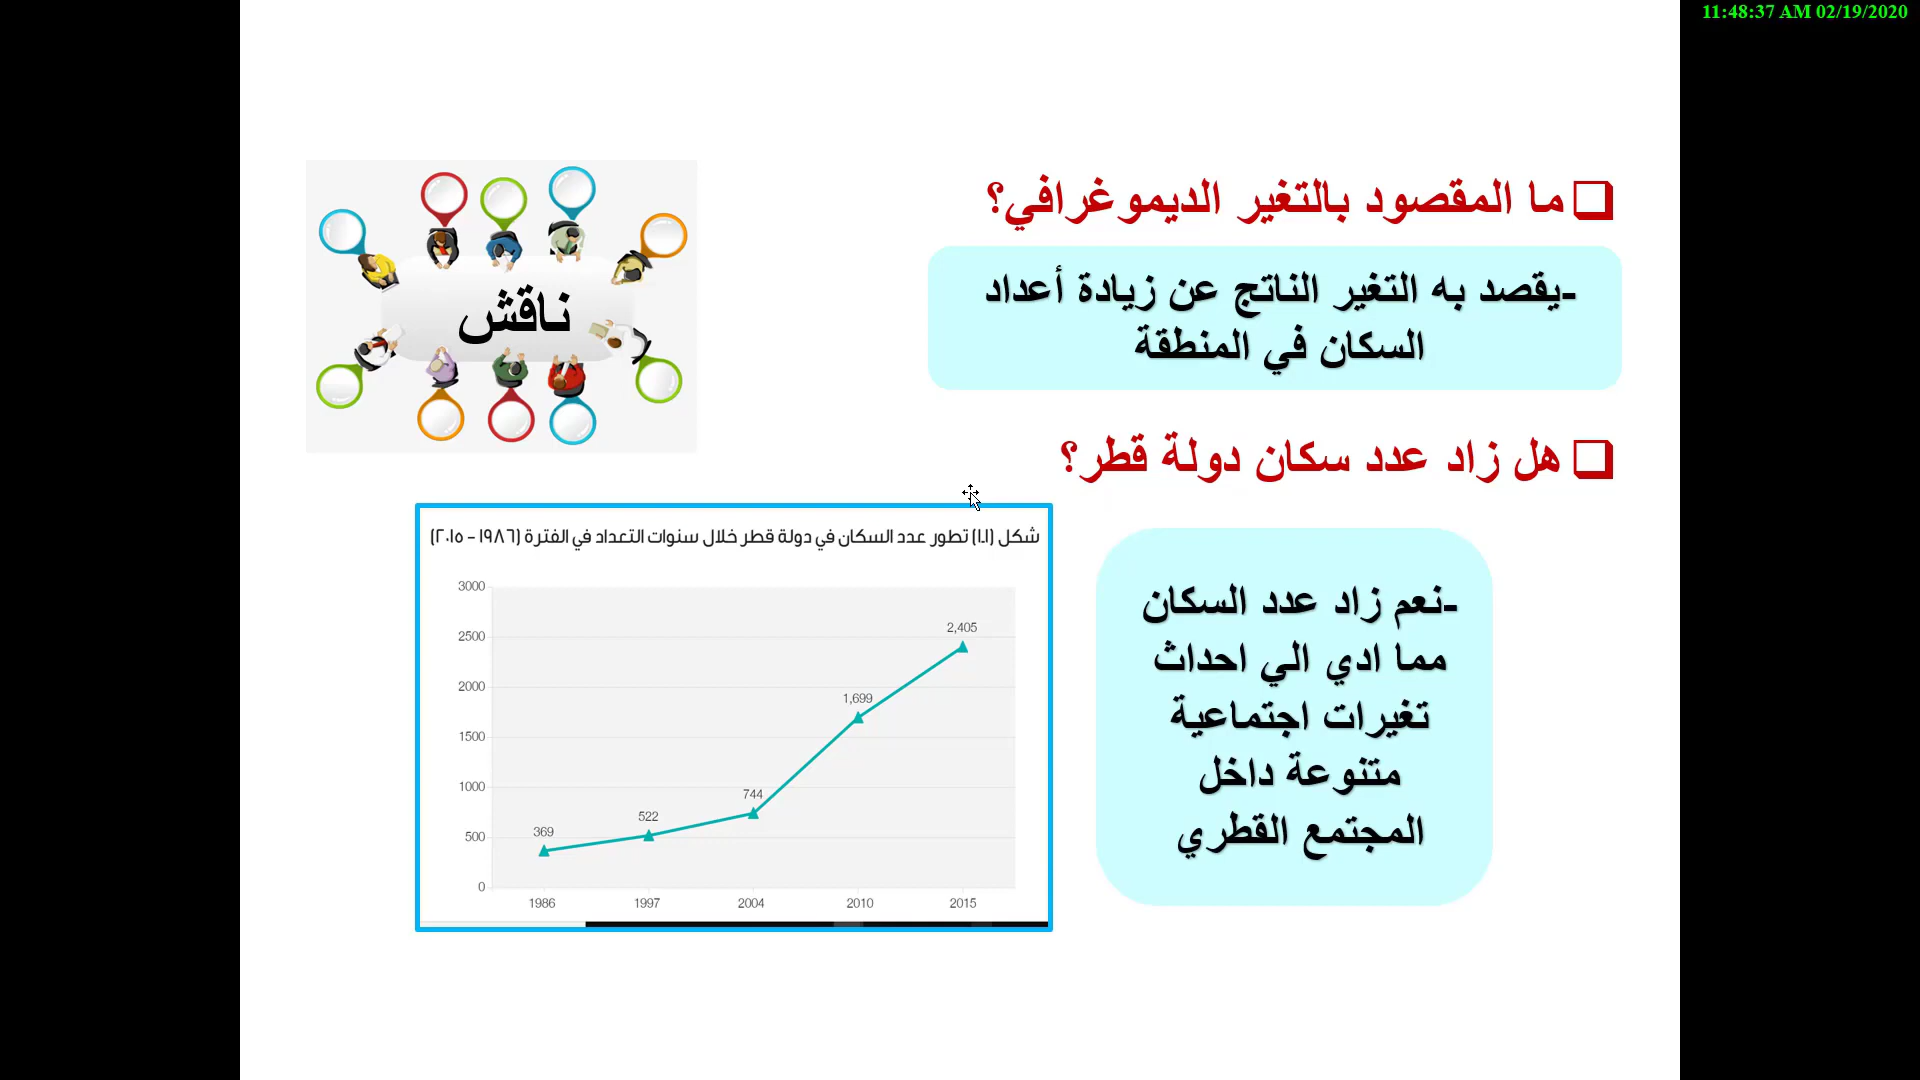 11:48:37 AM 02/19/2020
ما المقصود بالتغير الديموغرافي؟
-يقصد به التغير الناتج عن زيادة أعداد
السكان في المنطقة
ناقش
هل زاد عدد سكان دولة قطر؟
-نعم زاد عدد السكان
مما ادي الي احداث
تغيرات اجتماعية
متنوعة داخل
المجتمع القطري
شكل (١.١) تطور عدد السكان في دولة قطر خلال سنوات التعداد في الفترة (١٩٨٦ - ٢٠١٥)
3000
2500
2000
1500
1000
500
0
369
522
744
1,699
2,405
1986
1997
2004
2010
2015